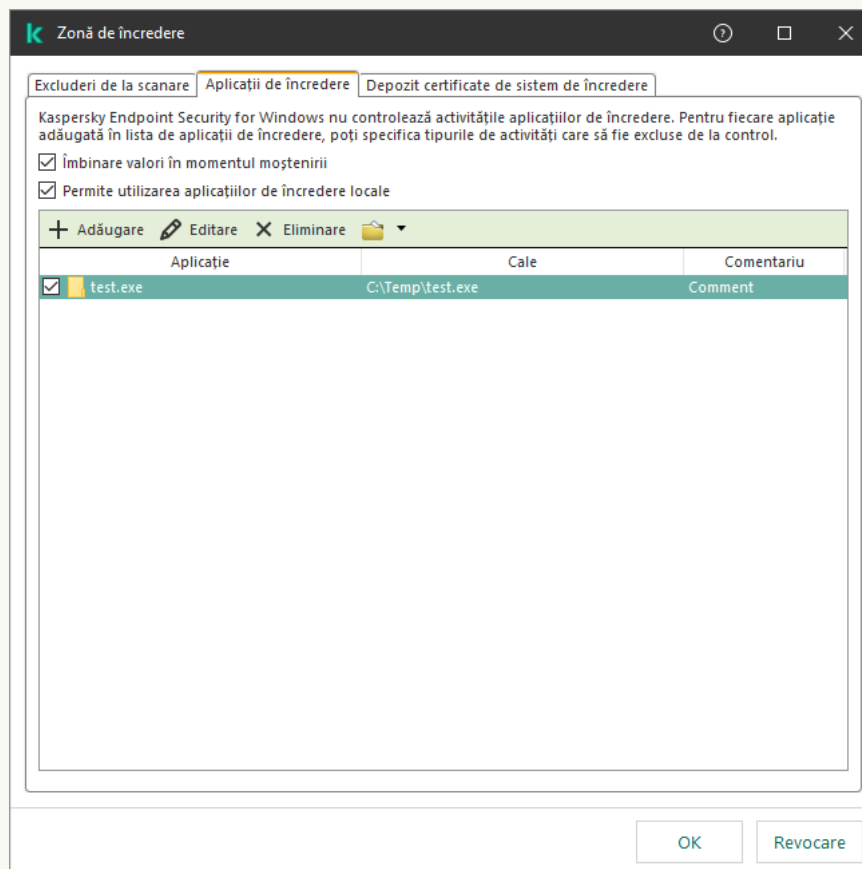 Zonă de încredere
Excluderi de la scanare Aplicații de încredere Depozit certificate de sistem de încredere
Kaspersky Endpoint Security for Windows nu controlează activitățile aplicațiilor de încredere. Pentru fiecare aplicație
adăugată în lista de aplicații de încredere, poți specifica tipurile de activități care să fie excluse de la control.
Îmbinare valori în momentul moștenirii
Permite utilizarea aplicațiilor de încredere locale
Adăugare Editare Eliminare
Aplicație Cale Comentariu
test.exe C:\Temp\test.exe Comment
OK Revocare